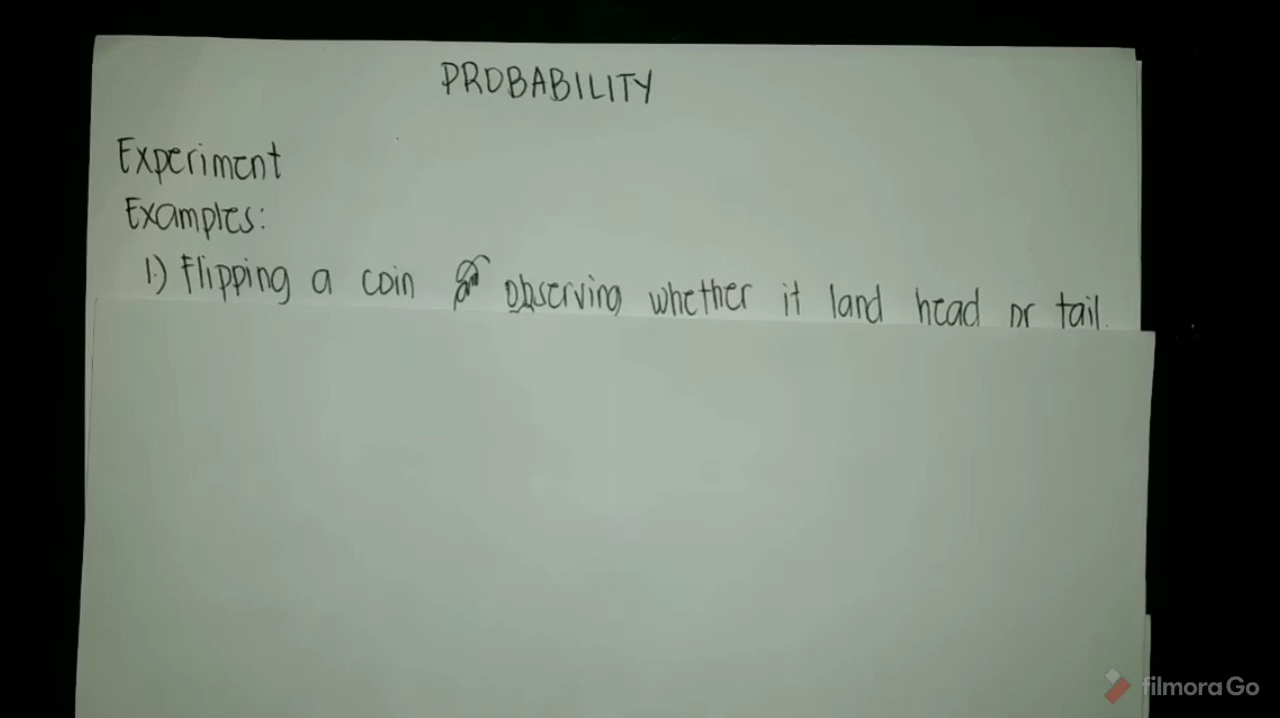 PROBABILITY
Experiment
Examples:
1.) Flipping a coin observing whether it land head or tail.
filmoraGo